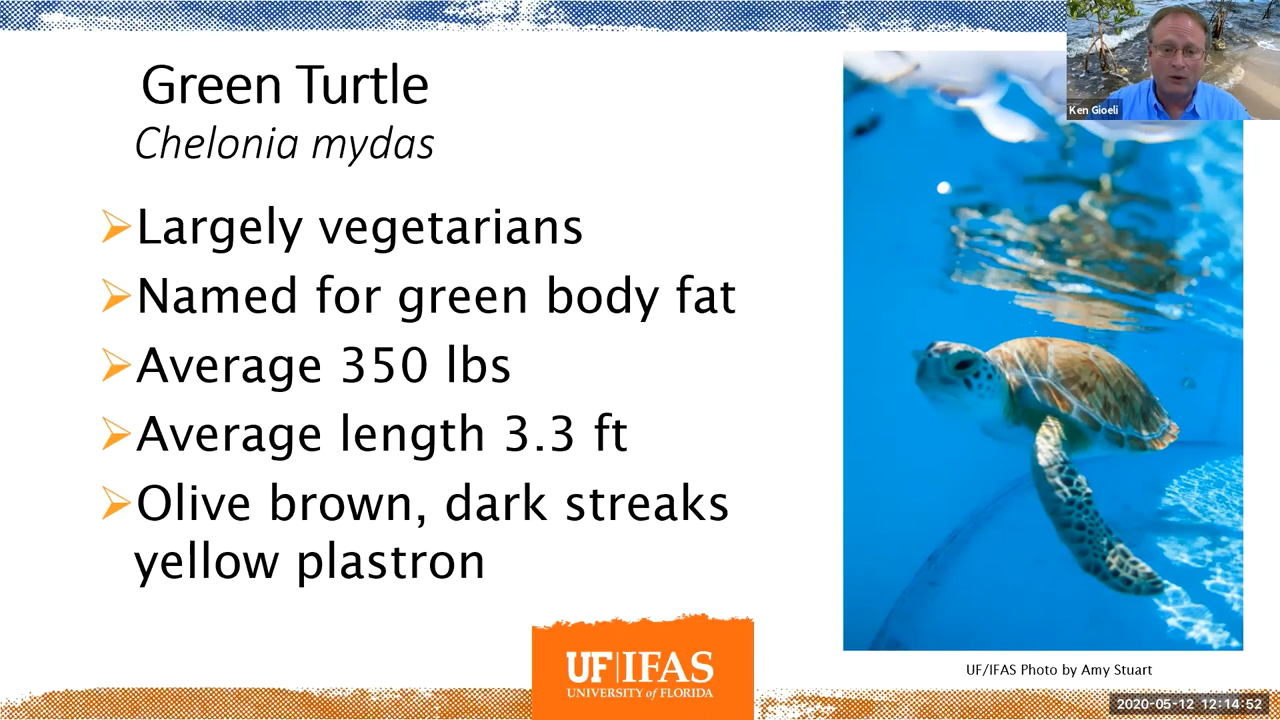 Green Turtle
Chelonia mydas
Largely vegetarians
Named for green body fat
Average 350 lbs
Average length 3.3 ft
Olive brown, dark streaks
yellow plastron
Ken Gioeli
UF|IFAS
UNIVERSITY of FLORIDA
UF/IFAS Photo by Amy Stuart
2020-05-12 12:14:52